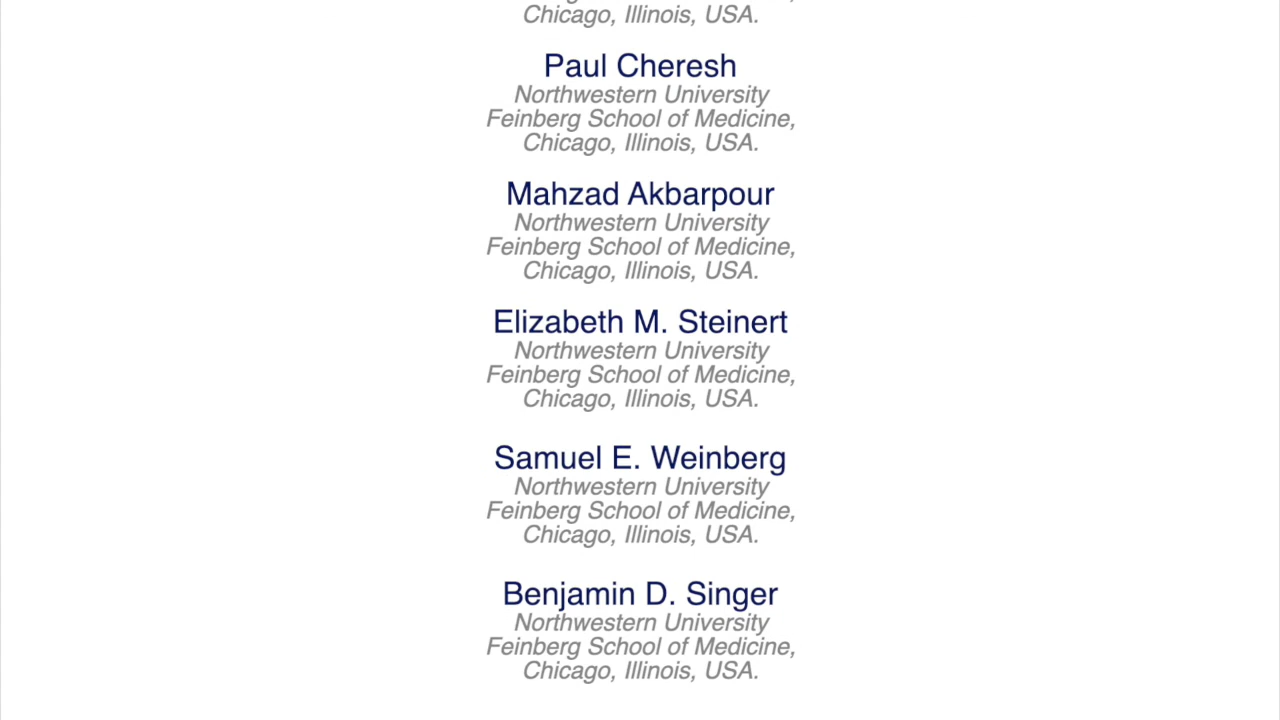 Chicago, Illinois, USA.
Paul Cheresh
Northwestern University
Feinberg School of Medicine,
Chicago, Illinois, USA.
Mahzad Akbarpour
Northwestern University
Feinberg School of Medicine,
Chicago, Illinois, USA.
Elizabeth M. Steinert
Northwestern University
Feinberg School of Medicine,
Chicago, Illinois, USA.
Samuel E. Weinberg
Northwestern University
Feinberg School of Medicine,
Chicago, Illinois, USA.
Benjamin D. Singer
Northwestern University
Feinberg School of Medicine,
Chicago, Illinois, USA.